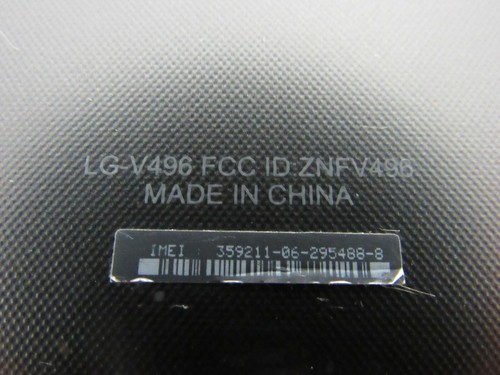 LG-V496 FCC ID:ZNFV496
MADE IN CHINA
IMEI 359211-06-295488-8